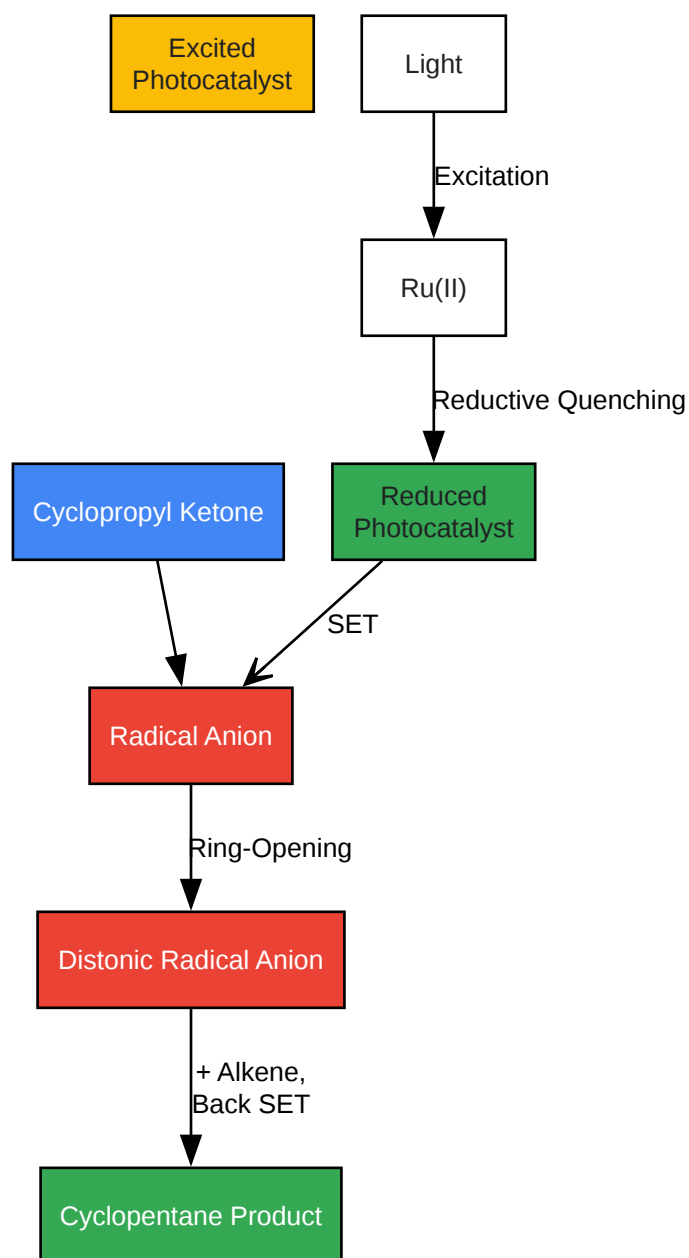 Excited
Photocatalyst
Light
Excitation
Ru(II)
Reductive Quenching
Cyclopropyl Ketone
Reduced
Photocatalyst
SET
Radical Anion
Ring-Opening
Distonic Radical Anion
+ Alkene,
Back SET
Cyclopentane Product